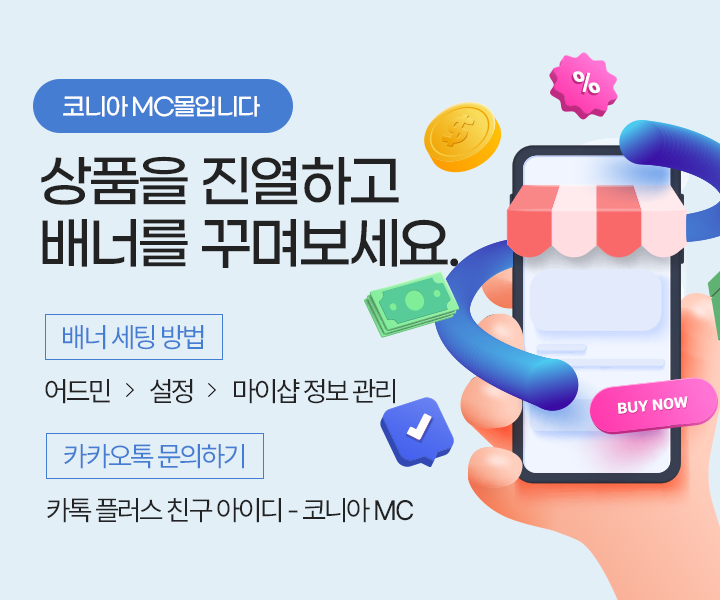 코니아 MC몰입니다
상품을 진열하고
배너를 꾸며보세요.
배너 세팅 방법
어드민 > 설정 > 마이샵 정보 관리
카카오톡 문의하기
카톡 플러스 친구 아이디 - 코니아 MC
%
$
BUY NOW